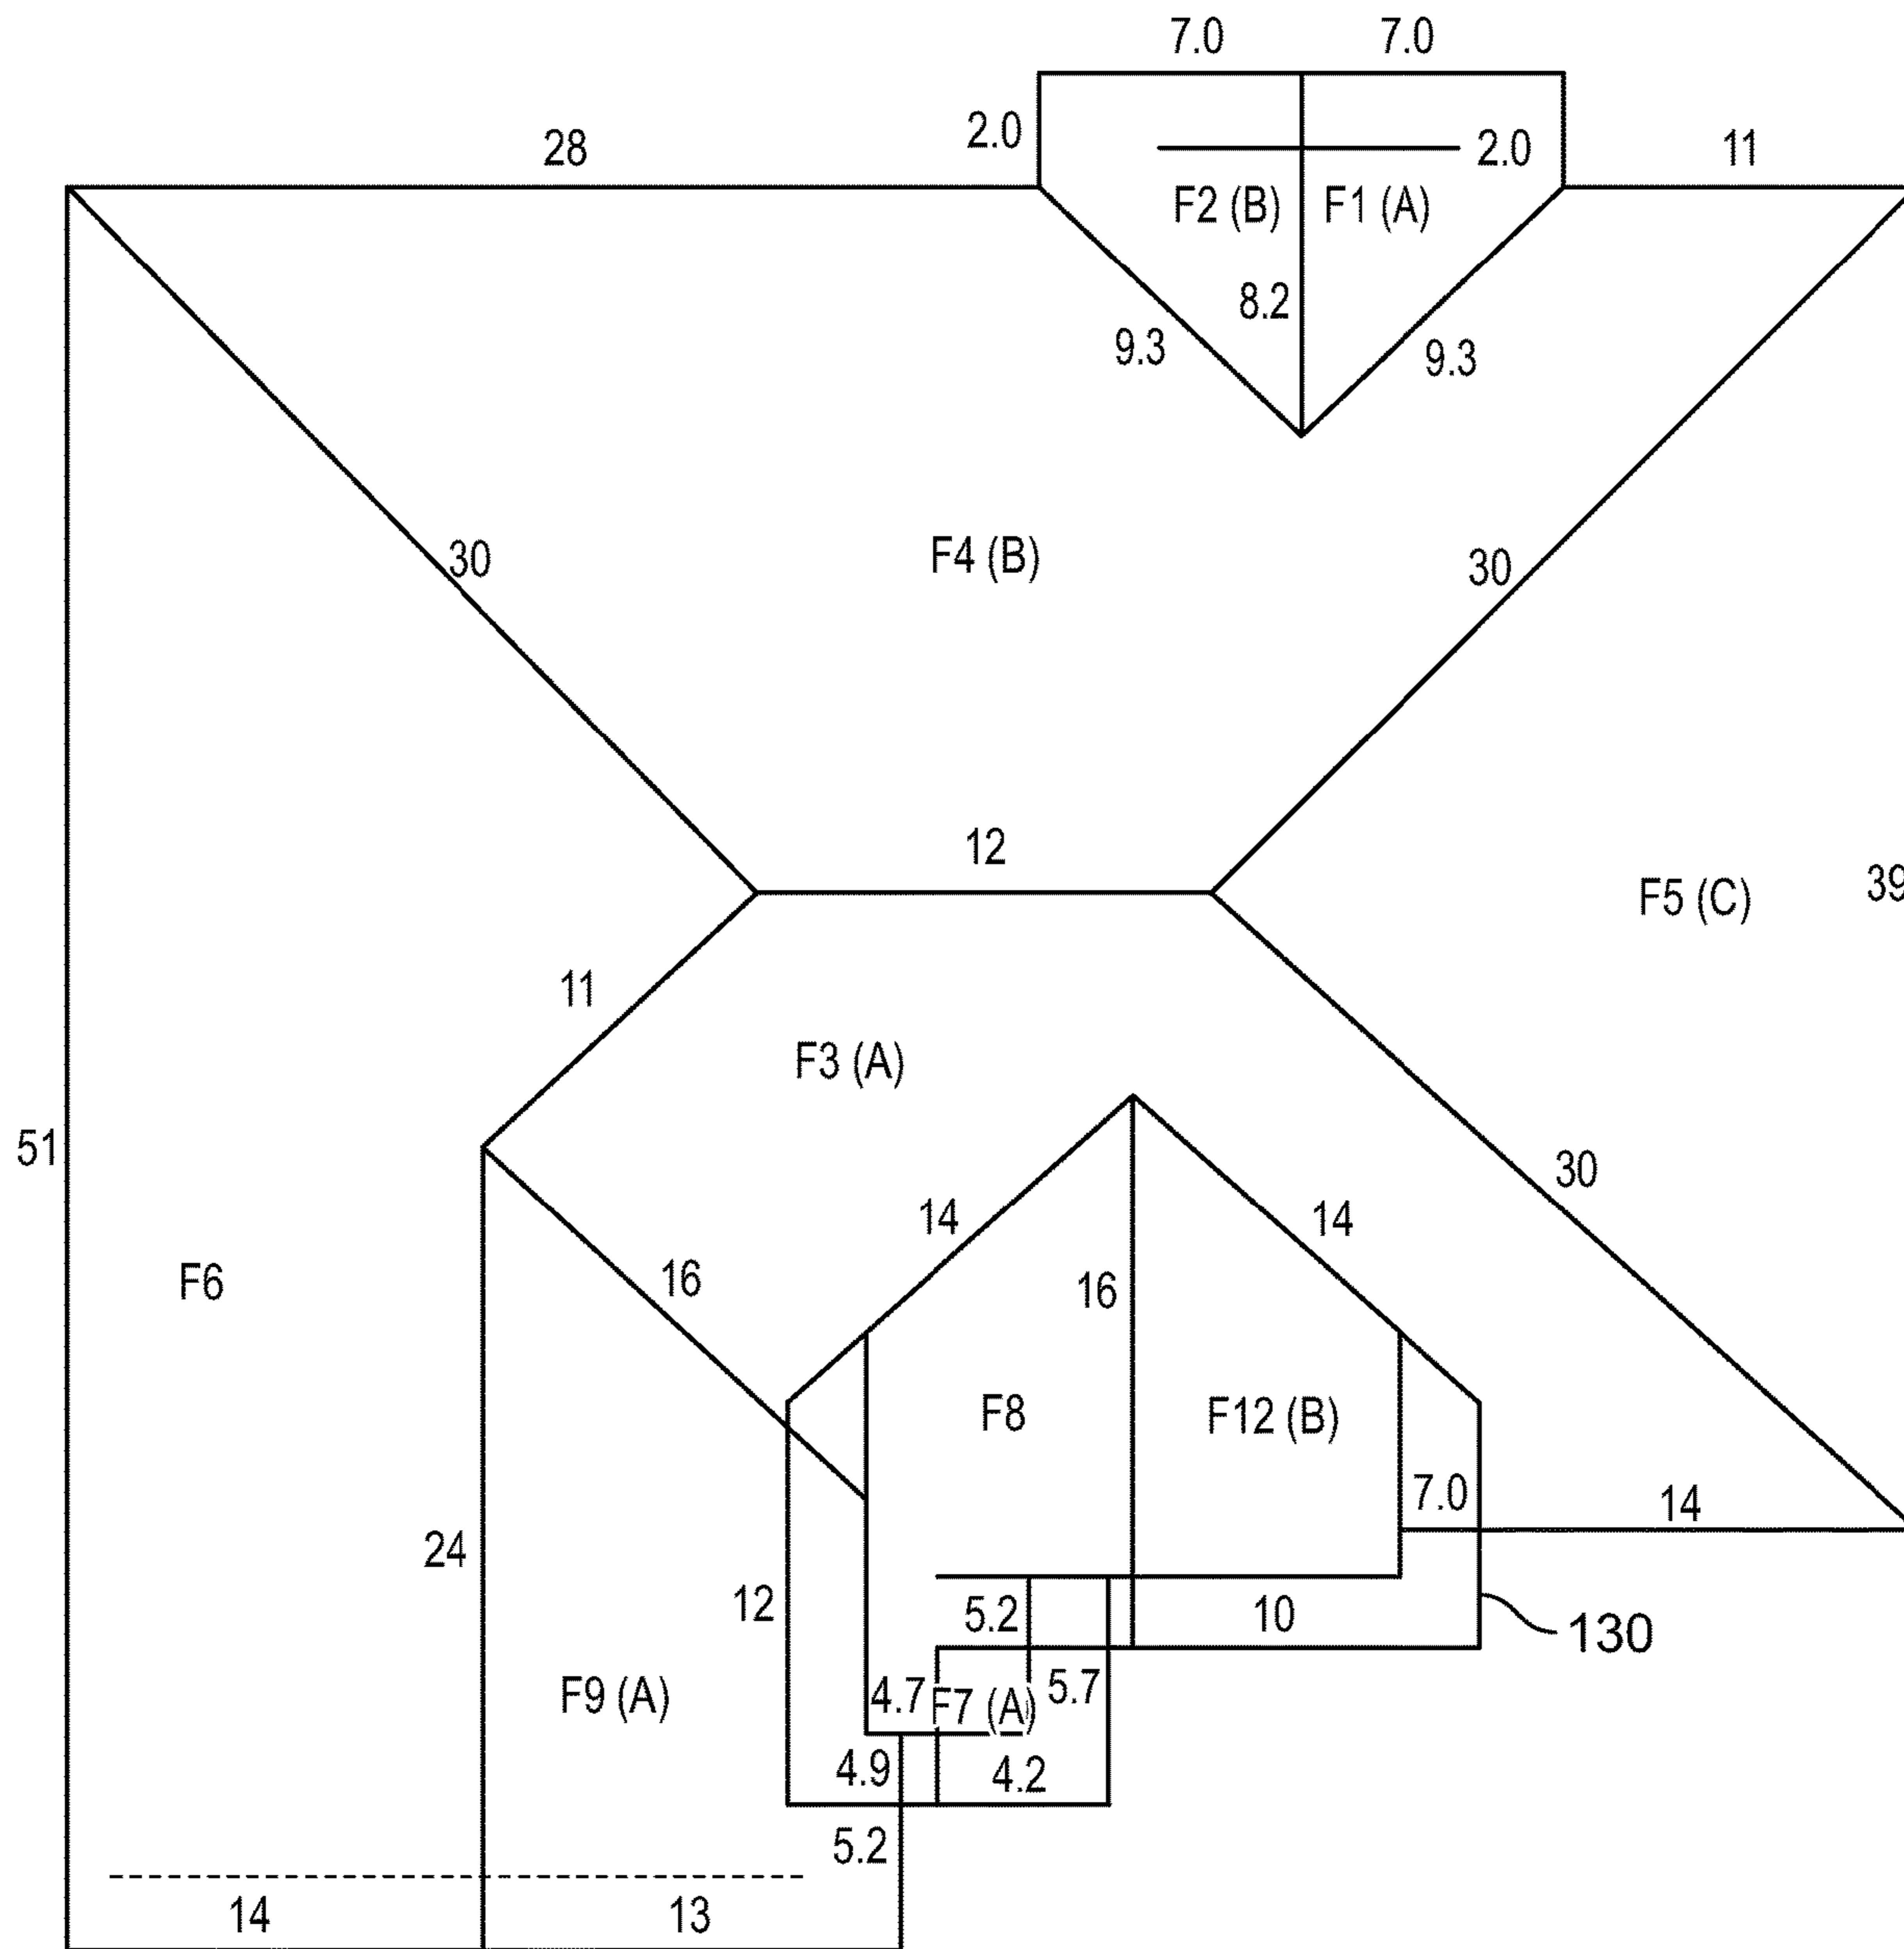 7.0 7.0
28 2.0 2.0 11
F2 (B) F1 (A)
8.2
9.3 9.3
30 F4 (B) 30
12
F5 (C) 39
11
F3 (A)
51
30
14 14
16 16
F6
F8 F12 (B)
7.0 14
24
12 5.2 10 130
F9 (A) 4.7 F7 (A) 5.7
4.9 4.2
5.2
14 13